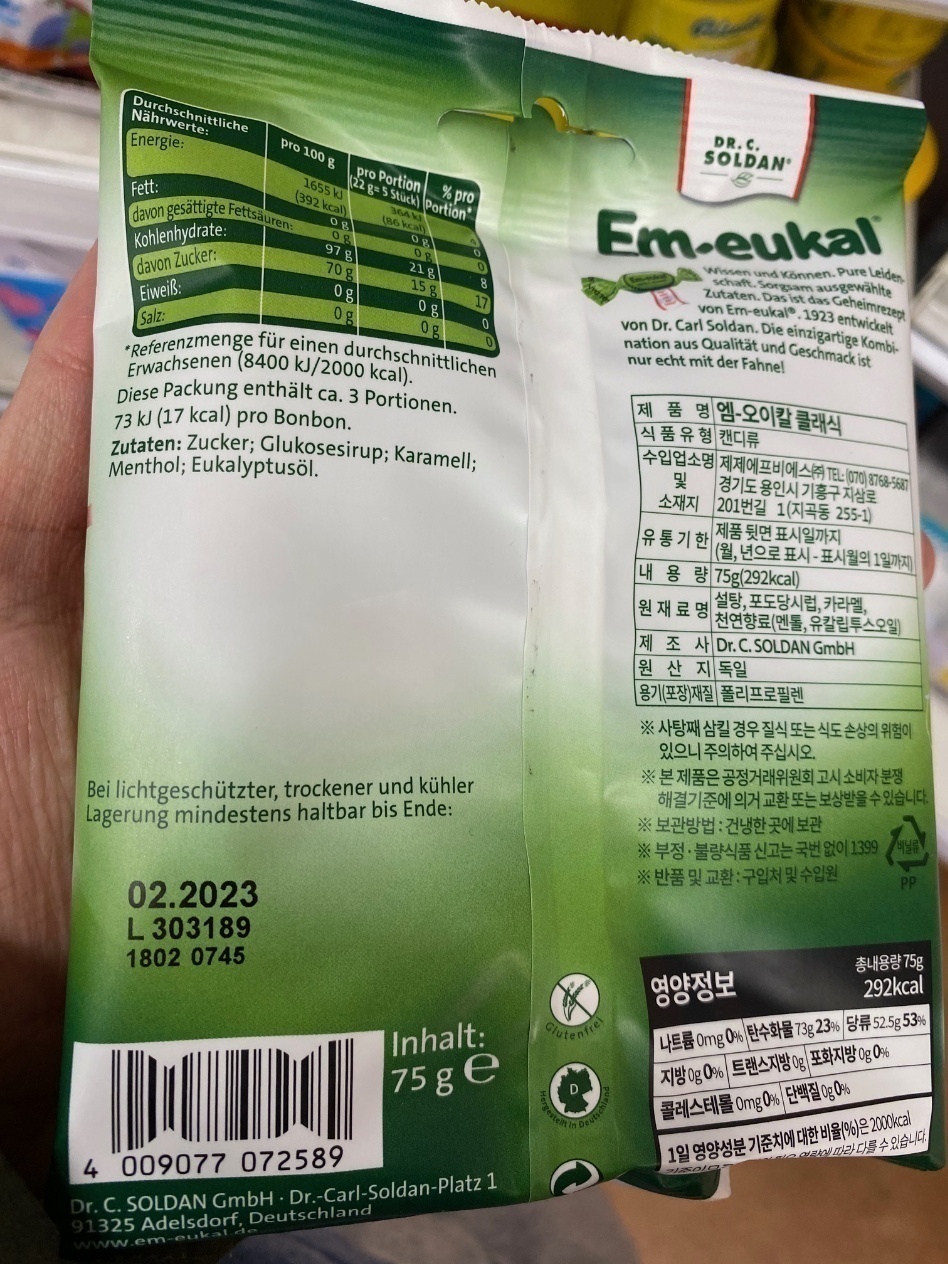 Durchschnittliche
Nährwerte:
pro 100 g
pro Portion
(22 g= 5 Stück)
% pro
Portion*
Energie:
1655 kJ
(392 kcal)
364 kJ
(86 kcal)
4
Fett:
0 g
0 g
0
davon gesättigte Fettsäuren:
0 g
0 g
0
Kohlenhydrate:
97 g
21 g
8
davon Zucker:
70 g
15 g
17
Eiweiß:
0 g
0 g
0
Salz:
0 g
0 g
0
*Referenzmenge für einen durchschnittlichen
Erwachsenen (8400 kJ/2000 kcal).
Diese Packung enthält ca. 3 Portionen.
73 kJ (17 kcal) pro Bonbon.
Zutaten: Zucker; Glukosesirup; Karamell;
Menthol; Eukalyptusöl.
Bei lichtgeschützter, trockener und kühler
Lagerung mindestens haltbar bis Ende:
02.2023
L 303189
1802 0745
4 009077 072589
Inhalt:
75 g e
Dr. C. SOLDAN GmbH · Dr.-Carl-Soldan-Platz 1
91325 Adelsdorf, Deutschland
www.em-eukal.de
Glutenfrei
D
Hergestellt in Deutschland
DR. C.
SOLDAN®
Em-eukal®
Wissen und Können. Pure Leiden-
schaft. Sorgsam ausgewählte
Zutaten. Das ist das Geheimrezept
von Em-eukal®. 1923 entwickelt
von Dr. Carl Soldan. Die einzigartige Kombi-
nation aus Qualität und Geschmack ist
nur echt mit der Fahne!
제 품 명 엠-오이칼 클래식
식품유형 캔디류
수입업소명 및 소재지 제제에프비에스㈜ TEL: (070) 8768-5687
경기도 용인시 기흥구 지삼로
201번길 1(지곡동 255-1)
유통기한 제품 뒷면 표시일까지
(월, 년으로 표시 - 표시월의 1일까지)
내 용 량 75g(292kcal)
원재료명 설탕, 포도당시럽, 카라멜,
천연향료(멘톨, 유칼립투스오일)
제 조 사 Dr. C. SOLDAN GmbH
원 산 지 독일
용기(포장)재질 폴리프로필렌
※ 사탕째 삼킬 경우 질식 또는 식도 손상의 위험이
있으니 주의하여 주십시오.
※ 본 제품은 공정거래위원회 고시 소비자 분쟁
해결기준에 의거 교환 또는 보상받을 수 있습니다.
※ 보관방법 : 건냉한 곳에 보관
※ 부정 · 불량식품 신고는 국번 없이 1399
※ 반품 및 교환 : 구입처 및 수입원
비닐류
PP
영양정보
총내용량 75g
292kcal
나트륨 0mg 0% 탄수화물 73g 23% 당류 52.5g 53%
지방 0g 0% 트랜스지방 0g 포화지방 0g 0%
콜레스테롤 0mg 0% 단백질 0g 0%
1일 영양성분 기준치에 대한 비율(%)은 2000kcal
따라 다를 수 있습니다.